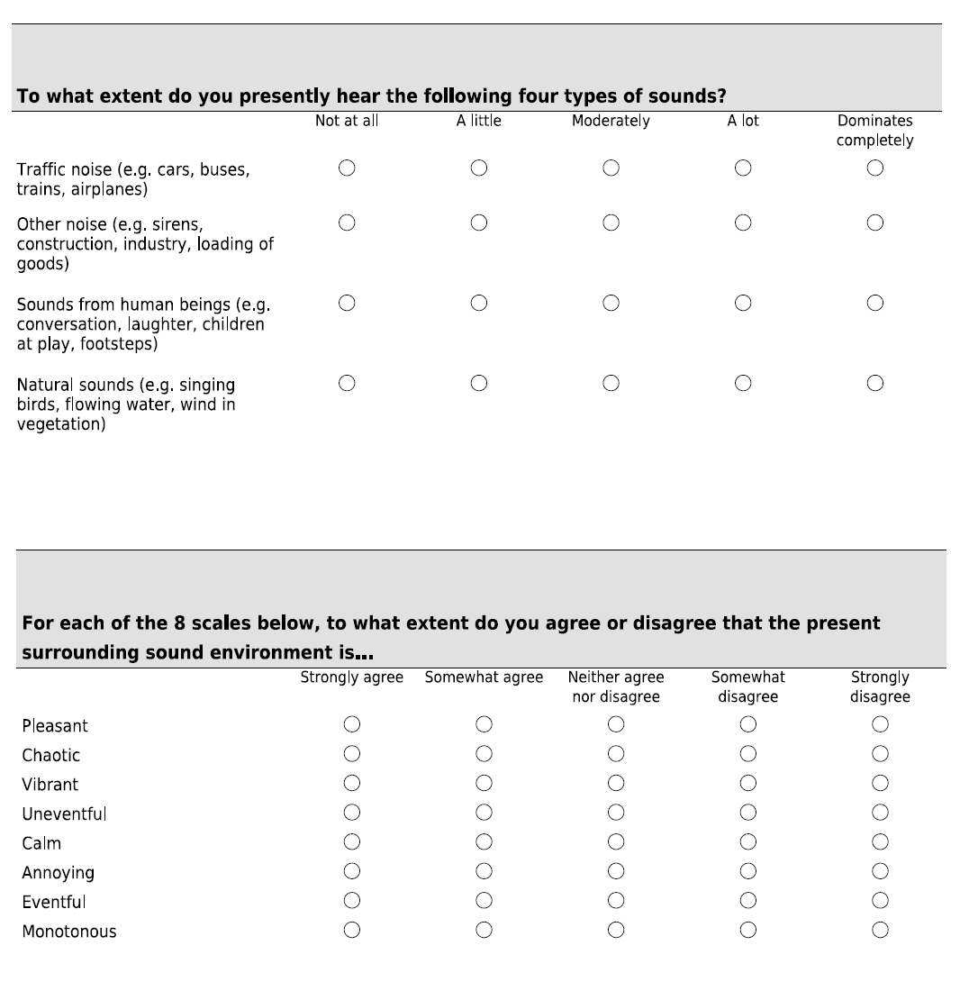 To what extent do you presently hear the following four types of sounds?
Not at all A little Moderately A lot Dominates
completely
Traffic noise (e.g. cars, buses,
trains, airplanes)
Other noise (e.g. sirens,
construction, industry, loading of
goods)
Sounds from human beings (e.g.
conversation, laughter, children
at play, footsteps)
Natural sounds (e.g. singing
birds, flowing water, wind in
vegetation)
For each of the 8 scales below, to what extent do you agree or disagree that the present
surrounding sound environment is...
Strongly agree Somewhat agree Neither agree Somewhat Strongly
nor disagree disagree disagree
Pleasant
Chaotic
Vibrant
Uneventful
Calm
Annoying
Eventful
Monotonous